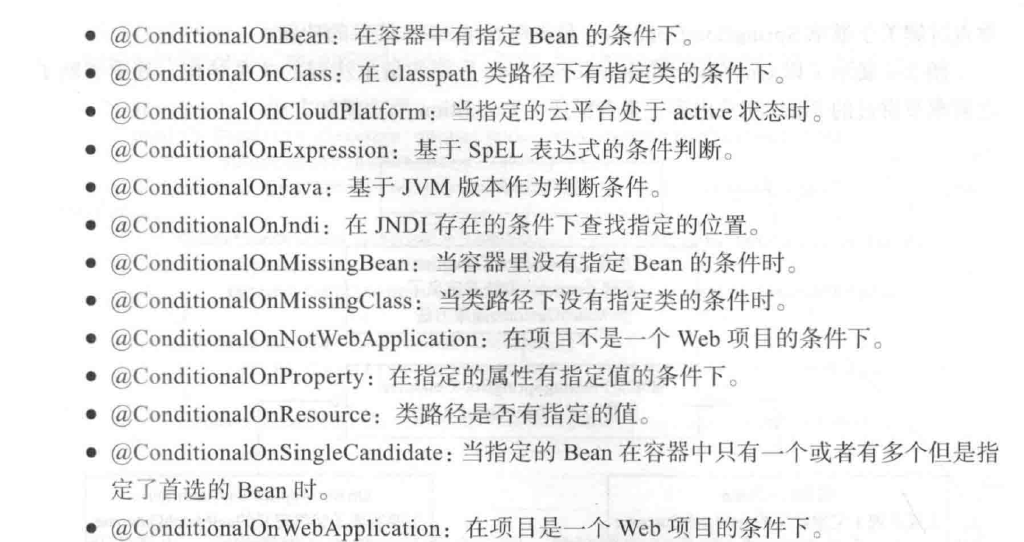 • @ConditionalOnBean：在容器中有指定 Bean 的条件下。
• @ConditionalOnClass：在 classpath 类路径下有指定类的条件下。
• @ConditionalOnCloudPlatform：当指定的云平台处于 active 状态时。
• @ConditionalOnExpression：基于 SpEL 表达式的条件判断。
• @ConditionalOnJava：基于 JVM 版本作为判断条件。
• @ConditionalOnJndi：在 JNDI 存在的条件下查找指定的位置。
• @ConditionalOnMissingBean：当容器里没有指定 Bean 的条件时。
• @ConditionalOnMissingClass：当类路径下没有指定类的条件时。
• @ConditionalOnNotWebApplication：在项目不是一个 Web 项目的条件下。
• @ConditionalOnProperty：在指定的属性有指定值的条件下。
• @ConditionalOnResource：类路径是否有指定的值。
• @ConditionalOnSingleCandidate：当指定的 Bean 在容器中只有一个或者有多个但是指
定了首选的 Bean 时。
• @ConditionalOnWebApplication：在项目是一个 Web 项目的条件下。